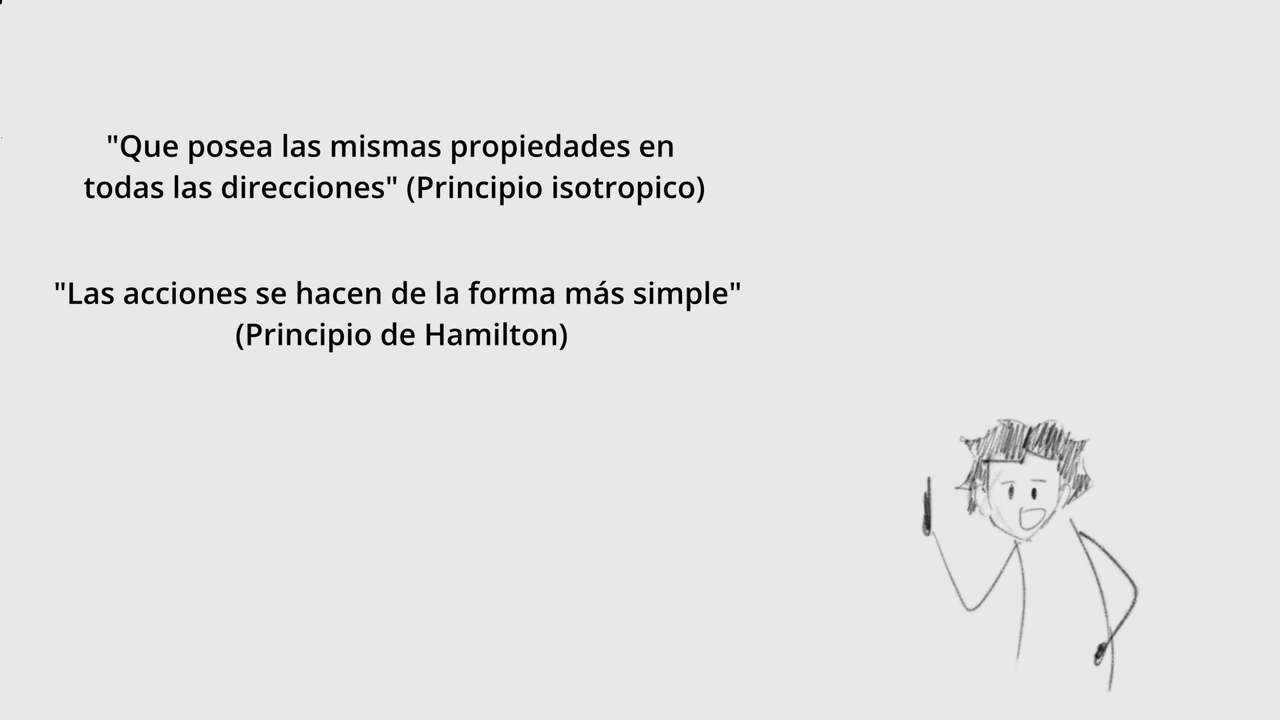 "Que posea las mismas propiedades en
todas las direcciones" (Principio isotropico)
"Las acciones se hacen de la forma más simple"
(Principio de Hamilton)